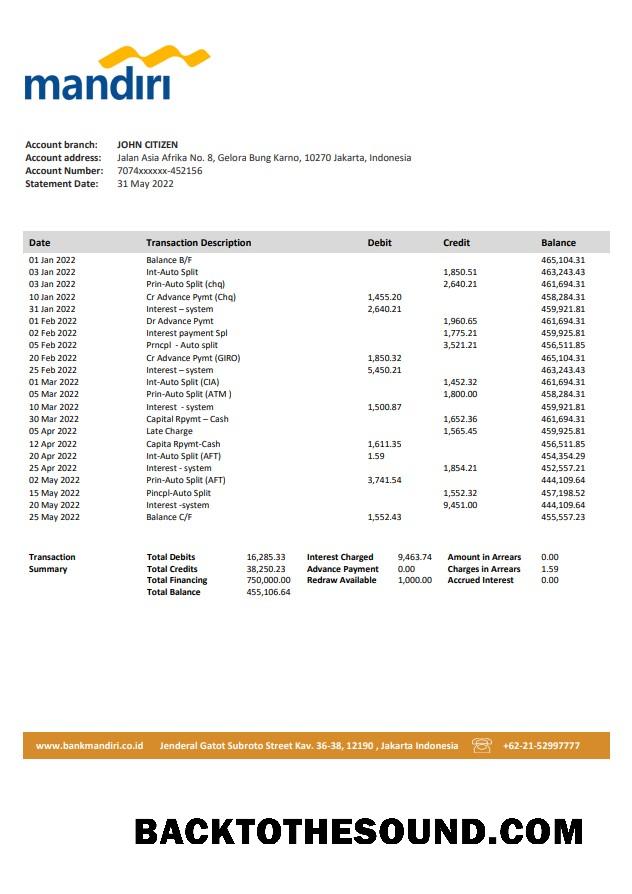 mandiri
Account branch: JOHN CITIZEN
Account address: Jalan Asia Afrika No. 8, Gelora Bung Karno, 10270 Jakarta, Indonesia
Account Number: 7074xxxxxx-452156
Statement Date: 31 May 2022
Date Transaction Description Debit Credit Balance
01 Jan 2022 Balance B/F 465,104.31
03 Jan 2022 Int-Auto Split 1,850.51 463,243.43
03 Jan 2022 Prin-Auto Split (chq) 2,640.21 461,694.31
10 Jan 2022 Cr Advance Pymt (Chq) 1,455.20 458,284.31
31 Jan 2022 Interest – system 2,640.21 459,921.81
01 Feb 2022 Dr Advance Pymt 1,960.65 461,694.31
02 Feb 2022 Interest payment Spl 1,775.21 459,925.81
05 Feb 2022 Prncpl - Auto split 3,521.21 456,511.85
20 Feb 2022 Cr Advance Pymt (GIRO) 1,850.32 465,104.31
25 Feb 2022 Interest – system 5,450.21 463,243.43
01 Mar 2022 Int-Auto Split (CIA) 1,452.32 461,694.31
05 Mar 2022 Prin-Auto Split (ATM ) 1,800.00 458,284.31
10 Mar 2022 Interest - system 1,500.87 459,921.81
30 Mar 2022 Capital Rpymt – Cash 1,652.36 461,694.31
05 Apr 2022 Late Charge 1,565.45 459,925.81
12 Apr 2022 Capita Rpymt-Cash 1,611.35 456,511.85
20 Apr 2022 Int-Auto Split (AFT) 1.59 454,354.29
25 Apr 2022 Interest - system 1,854.21 452,557.21
02 May 2022 Prin-Auto Split (AFT) 3,741.54 444,109.64
15 May 2022 Pincpl-Auto Split 1,552.32 457,198.52
20 May 2022 Interest -system 9,451.00 444,109.64
25 May 2022 Balance C/F 1,552.43 455,557.23
Transaction Total Debits 16,285.33 Interest Charged 9,463.74 Amount in Arrears 0.00
Summary Total Credits 38,250.23 Advance Payment 0.00 Charges in Arrears 1.59
Total Financing 750,000.00 Redraw Available 1,000.00 Accrued Interest 0.00
Total Balance 455,106.64
www.bankmandiri.co.id Jenderal Gatot Subroto Street Kav. 36-38, 12190 , Jakarta Indonesia +62-21-52997777
BACKTOTHESOUND.COM